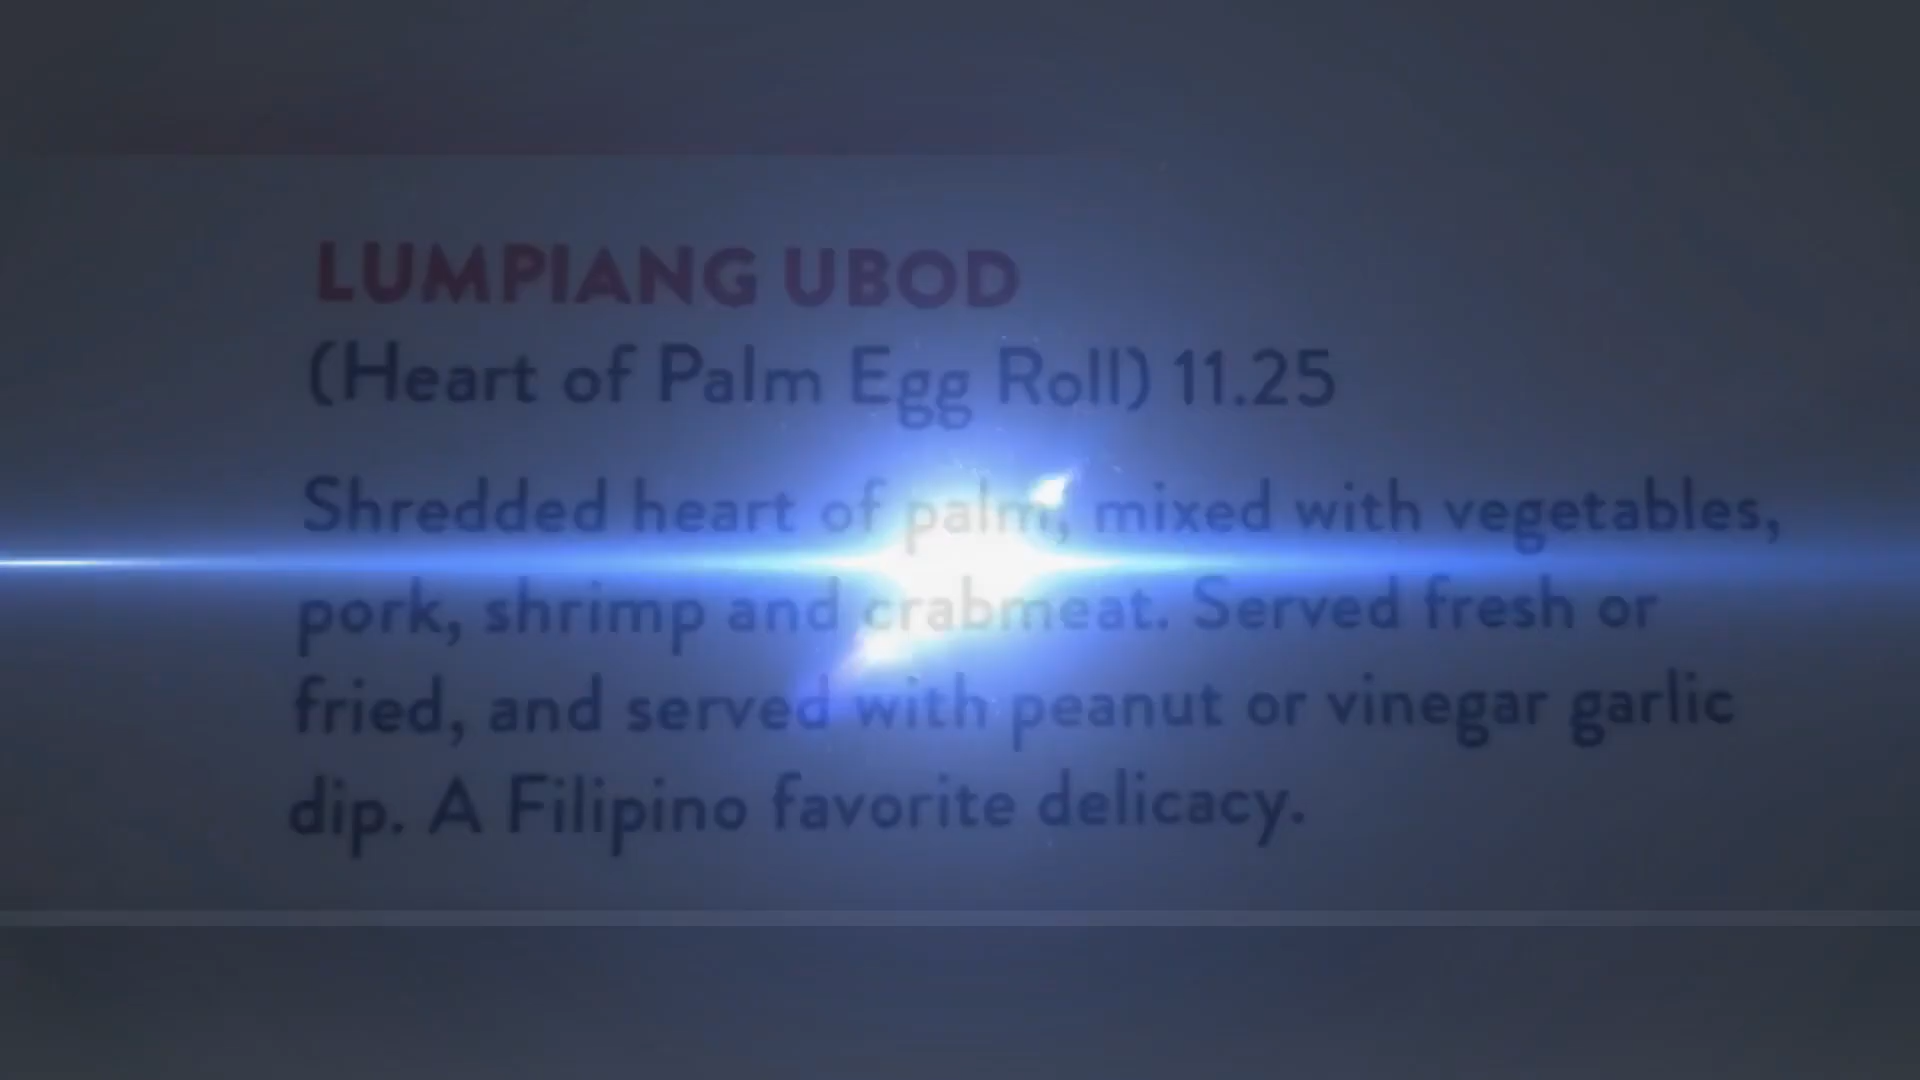 LUMPIANG UBOD
(Heart of Palm Egg Roll) 11.25
Shredded heart of palm, mixed with vegetables,
pork, shrimp and crabmeat. Served fresh or
fried, and served with peanut or vinegar garlic
dip. A Filipino favorite delicacy.